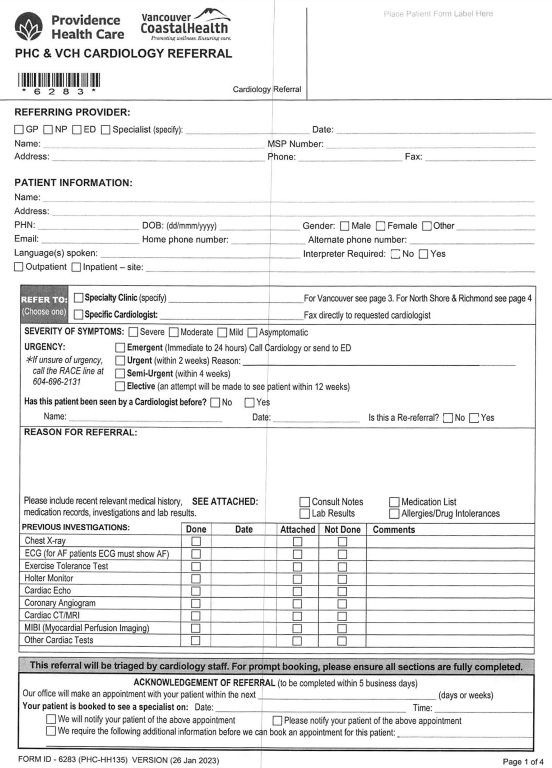 Providence
Health Care
Vancouver
CoastalHealth
Promoting wellness. Ensuring care.
Place Patient Form Label Here
PHC & VCH CARDIOLOGY REFERRAL
* 6 2 8 3 *
Cardiology Referral
REFERRING PROVIDER:
GP NP ED Specialist (specify): Date:
Name: MSP Number:
Address: Phone: Fax:
PATIENT INFORMATION:
Name:
Address:
PHN: DOB: (dd/mmm/yyyy) Gender: Male Female Other
Email: Home phone number: Alternate phone number:
Language(s) spoken: Interpreter Required: No Yes
Outpatient Inpatient – site:
REFER TO: Specialty Clinic (specify) For Vancouver see page 3. For North Shore & Richmond see page 4
(Choose one) Specific Cardiologist: Fax directly to requested cardiologist
SEVERITY OF SYMPTOMS: Severe Moderate Mild Asymptomatic
URGENCY: Emergent (Immediate to 24 hours) Call Cardiology or send to ED
*If unsure of urgency, Urgent (within 2 weeks) Reason:
call the RACE line at Semi-Urgent (within 4 weeks)
604-696-2131 Elective (an attempt will be made to see patient within 12 weeks)
Has this patient been seen by a Cardiologist before? No Yes
Name: Date: Is this a Re-referral? No Yes
REASON FOR REFERRAL:
Please include recent relevant medical history, SEE ATTACHED: Consult Notes Medication List
medication records, investigations and lab results. Lab Results Allergies/Drug Intolerances
PREVIOUS INVESTIGATIONS: Done Date Attached Not Done Comments
Chest X-ray
ECG (for AF patients ECG must show AF)
Exercise Tolerance Test
Holter Monitor
Cardiac Echo
Coronary Angiogram
Cardiac CT/MRI
MIBI (Myocardial Perfusion Imaging)
Other Cardiac Tests
This referral will be triaged by cardiology staff. For prompt booking, please ensure all sections are fully completed.
ACKNOWLEDGEMENT OF REFERRAL (to be completed within 5 business days)
Our office will make an appointment with your patient within the next (days or weeks)
Your patient is booked to see a specialist on: Date: Time:
We will notify your patient of the above appointment Please notify your patient of the above appointment
We require the following additional information before we can book an appointment for this patient:
FORM ID - 6283 (PHC-HH135) VERSION (26 Jan 2023) Page 1 of 4